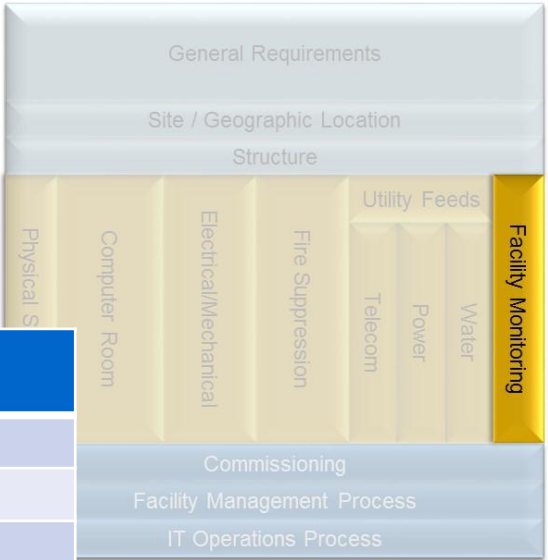 General Requirements
Site / Geographic Location
Structure
Physical S
Computer Room
Electrical/Mechanical
Fire Suppression
Utility Feeds
Telecom
Power
Water
Facility Monitoring
Commissioning
Facility Management Process
IT Operations Process